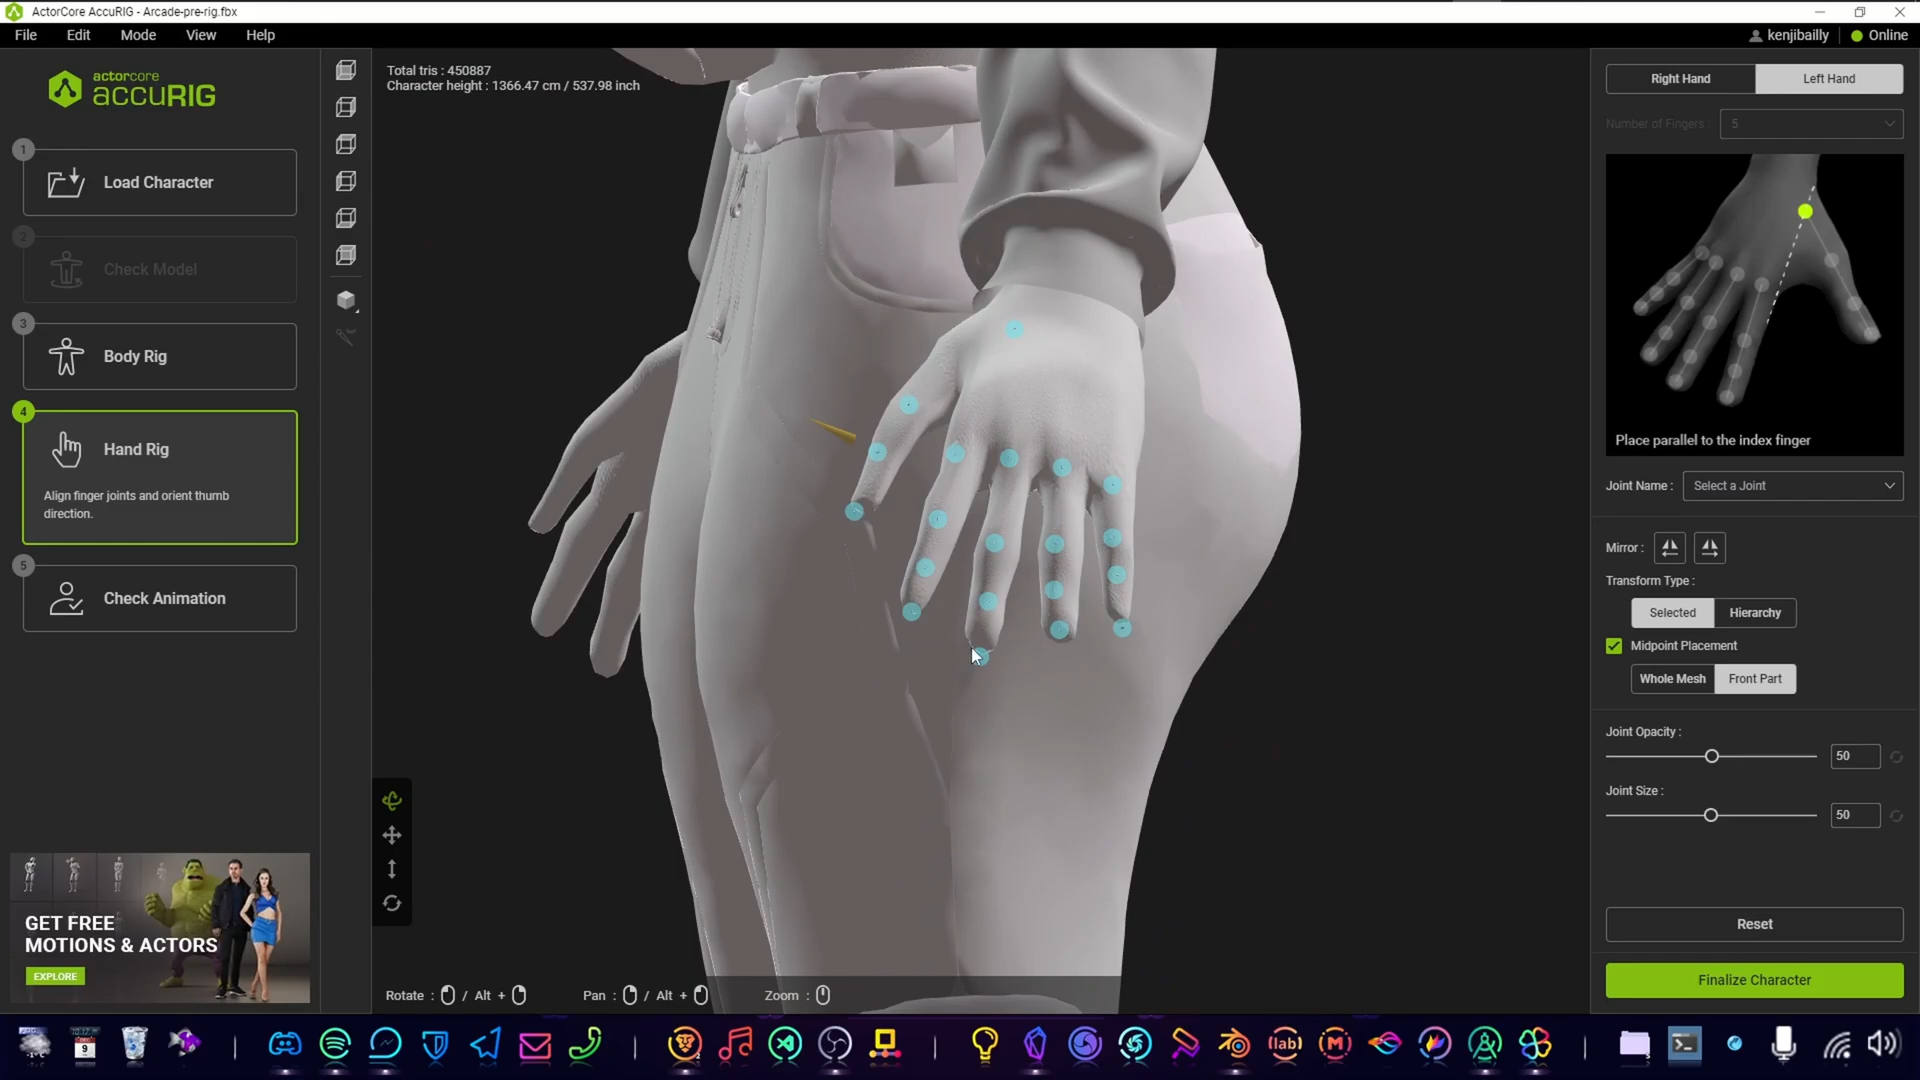 ActorCore AccuRIG - Arcade-pre-rig.fbx
File Edit Mode View Help
kenjibailly Online
actorcore
accuRIG
1
Load Character
2
Check Model
3
Body Rig
4
Hand Rig
Align finger joints and orient thumb
direction.
5
Check Animation
GET FREE
MOTIONS & ACTORS
EXPLORE
Total tris : 450887
Character height : 1366.47 cm / 537.98 inch
Rotate : / Alt + Pan : / Alt + Zoom :
Right Hand Left Hand
Number of Fingers : 5
Place parallel to the index finger
Joint Name : Select a Joint
Mirror :
Transform Type :
Selected Hierarchy
Midpoint Placement
Whole Mesh Front Part
Joint Opacity :
50
Joint Size :
50
Reset
Finalize Character
9
lab